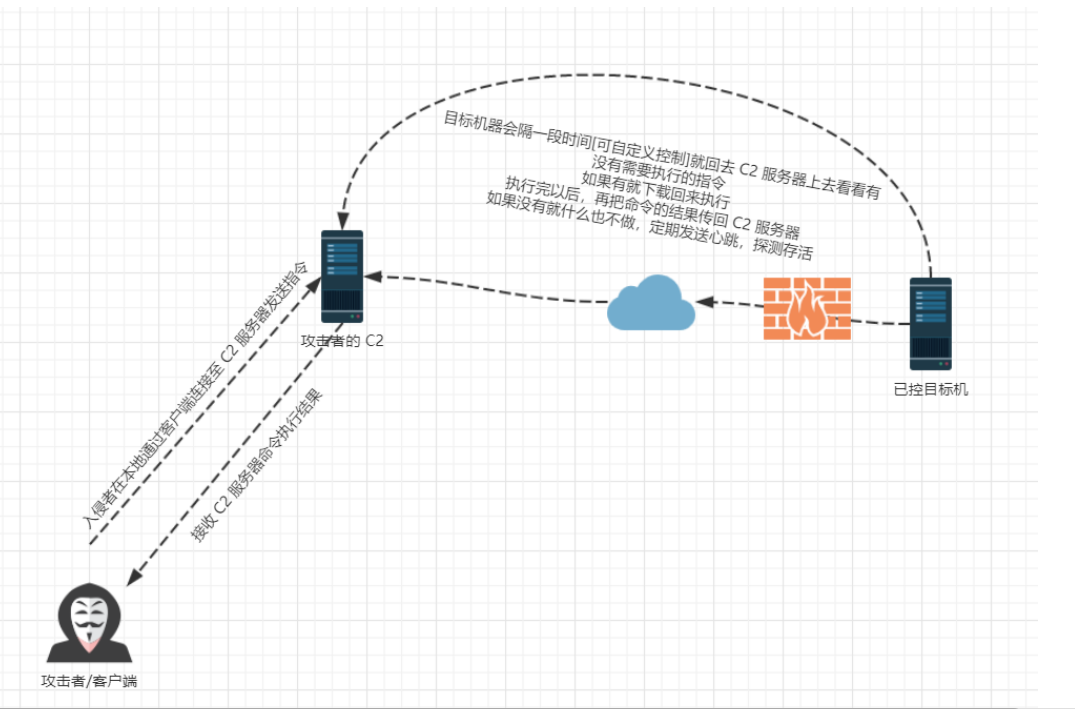 目标机器会隔一段时间[可自定义控制]就回去 C2 服务器上去看看有
没有需要执行的指令
如果有就下载回来执行
执行完以后，再把命令的结果传回 C2 服务器
如果没有就什么也不做，定期发送心跳，探测存活
入侵者在本地通过客户端连接至 C2 服务器发送指令
攻击者的 C2
已控目标机
接收 C2 服务器命令执行结果
攻击者/客户端